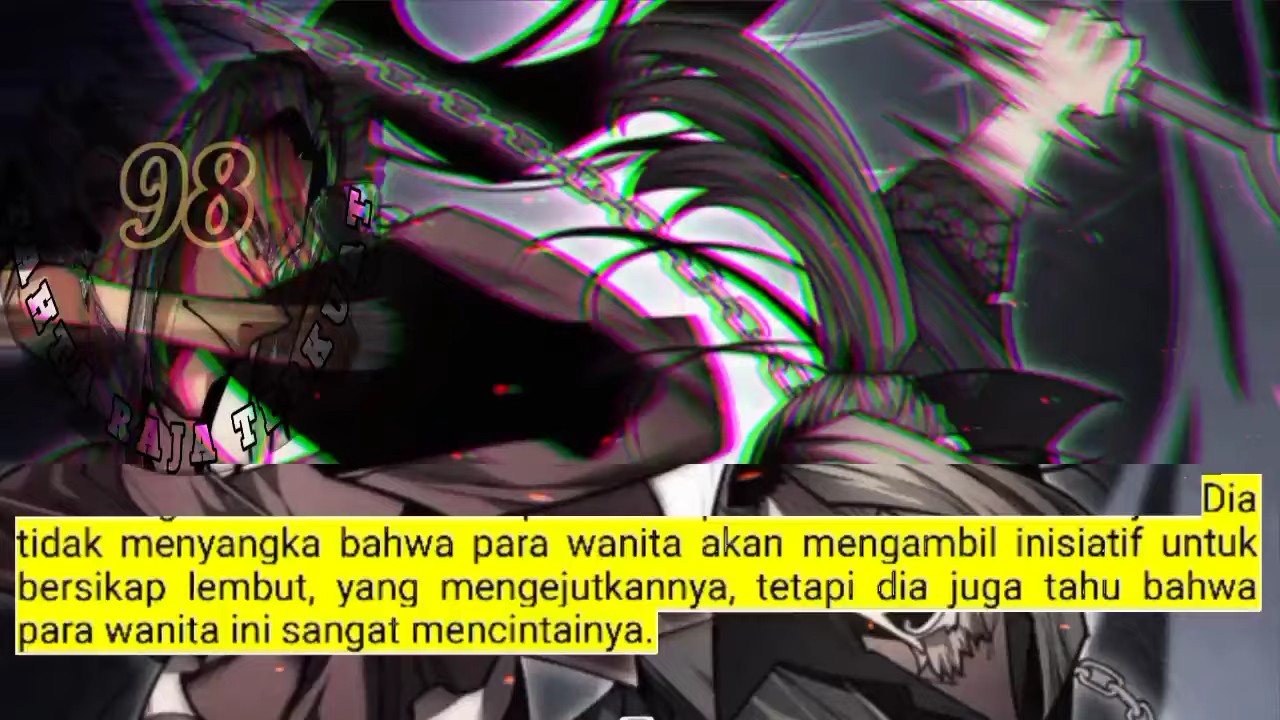 98
RAJA
Dia
tidak menyangka bahwa para wanita akan mengambil inisiatif untuk
bersikap lembut, yang mengejutkannya, tetapi dia juga tahu bahwa
para wanita ini sangat mencintainya.